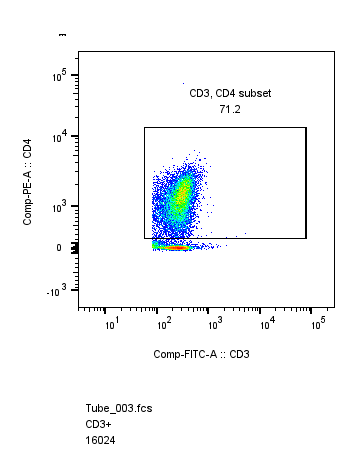 CD3, CD4 subset
71.2
10^5
10^4
10^3
0
-10^3
Comp-PE-A :: CD4
10^1
10^2
10^3
10^4
10^5
Comp-FITC-A :: CD3
Tube_003.fcs
CD3+
16024